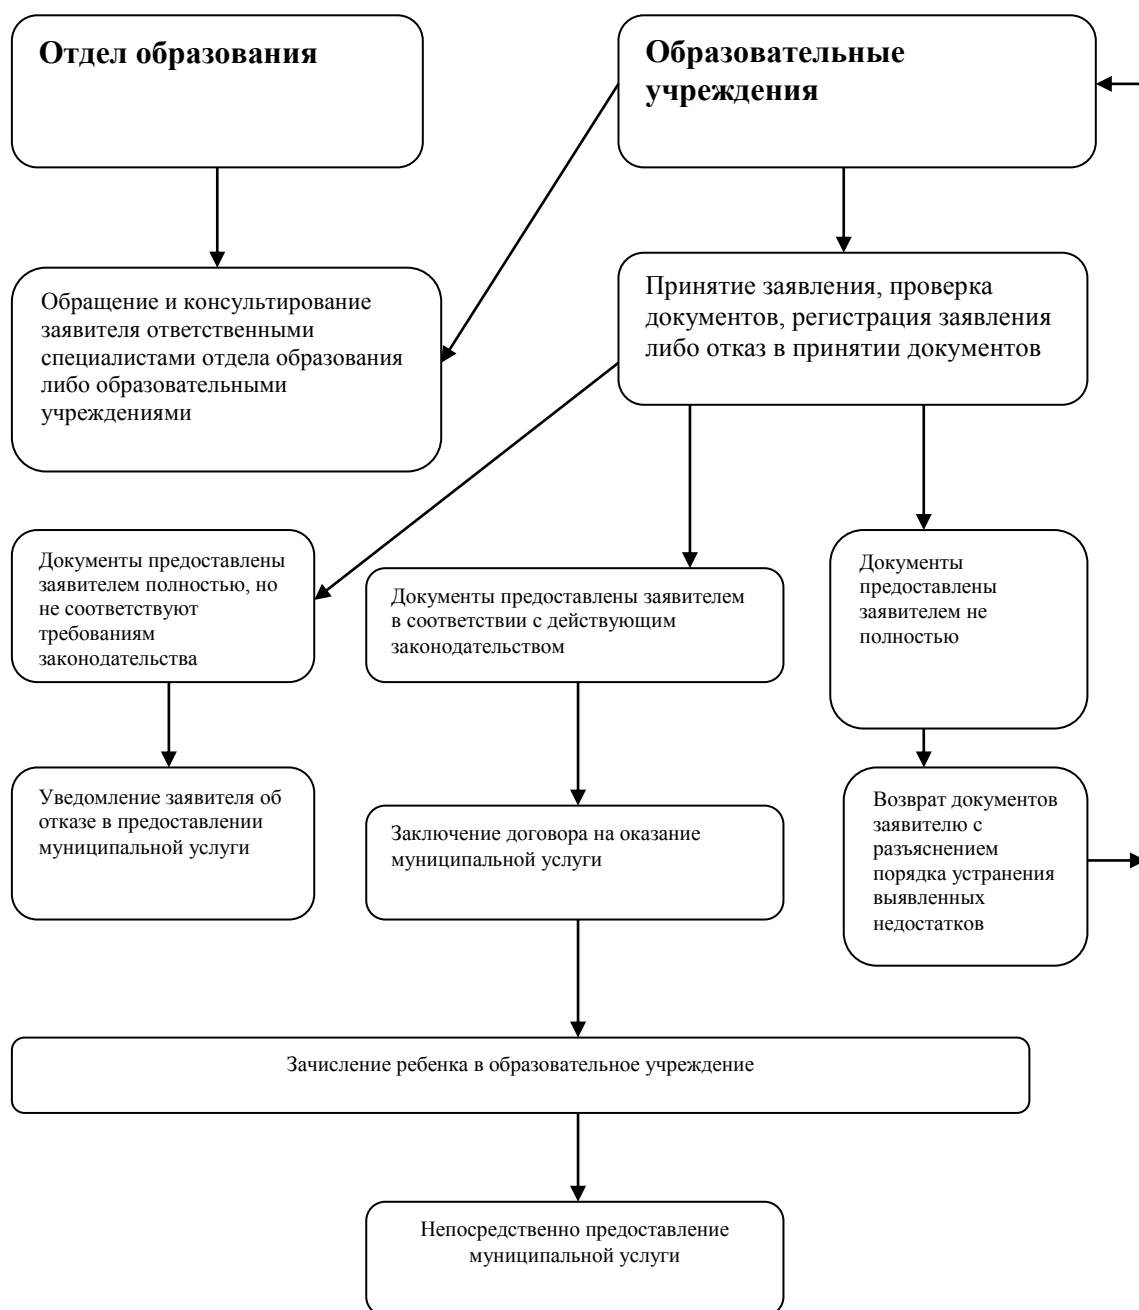 Отдел образования
Образовательные
учреждения
Обращение и консультирование
заявителя ответственными
специалистами отдела образования
либо образовательными
учреждениями
Принятие заявления, проверка
документов, регистрация заявления
либо отказ в принятии документов
Документы предоставлены
заявителем полностью, но
не соответствуют
требованиям
законодательства
Документы предоставлены заявителем
в соответствии с действующим
законодательством
Документы
предоставлены
заявителем не
полностью
Уведомление заявителя об
отказе в предоставлении
муниципальной услуги
Заключение договора на оказание
муниципальной услуги
Возврат документов
заявителю с
разъяснением
порядка устранения
выявленных
недостатков
Зачисление ребенка в образовательное учреждение
Непосредственно предоставление
муниципальной услуги